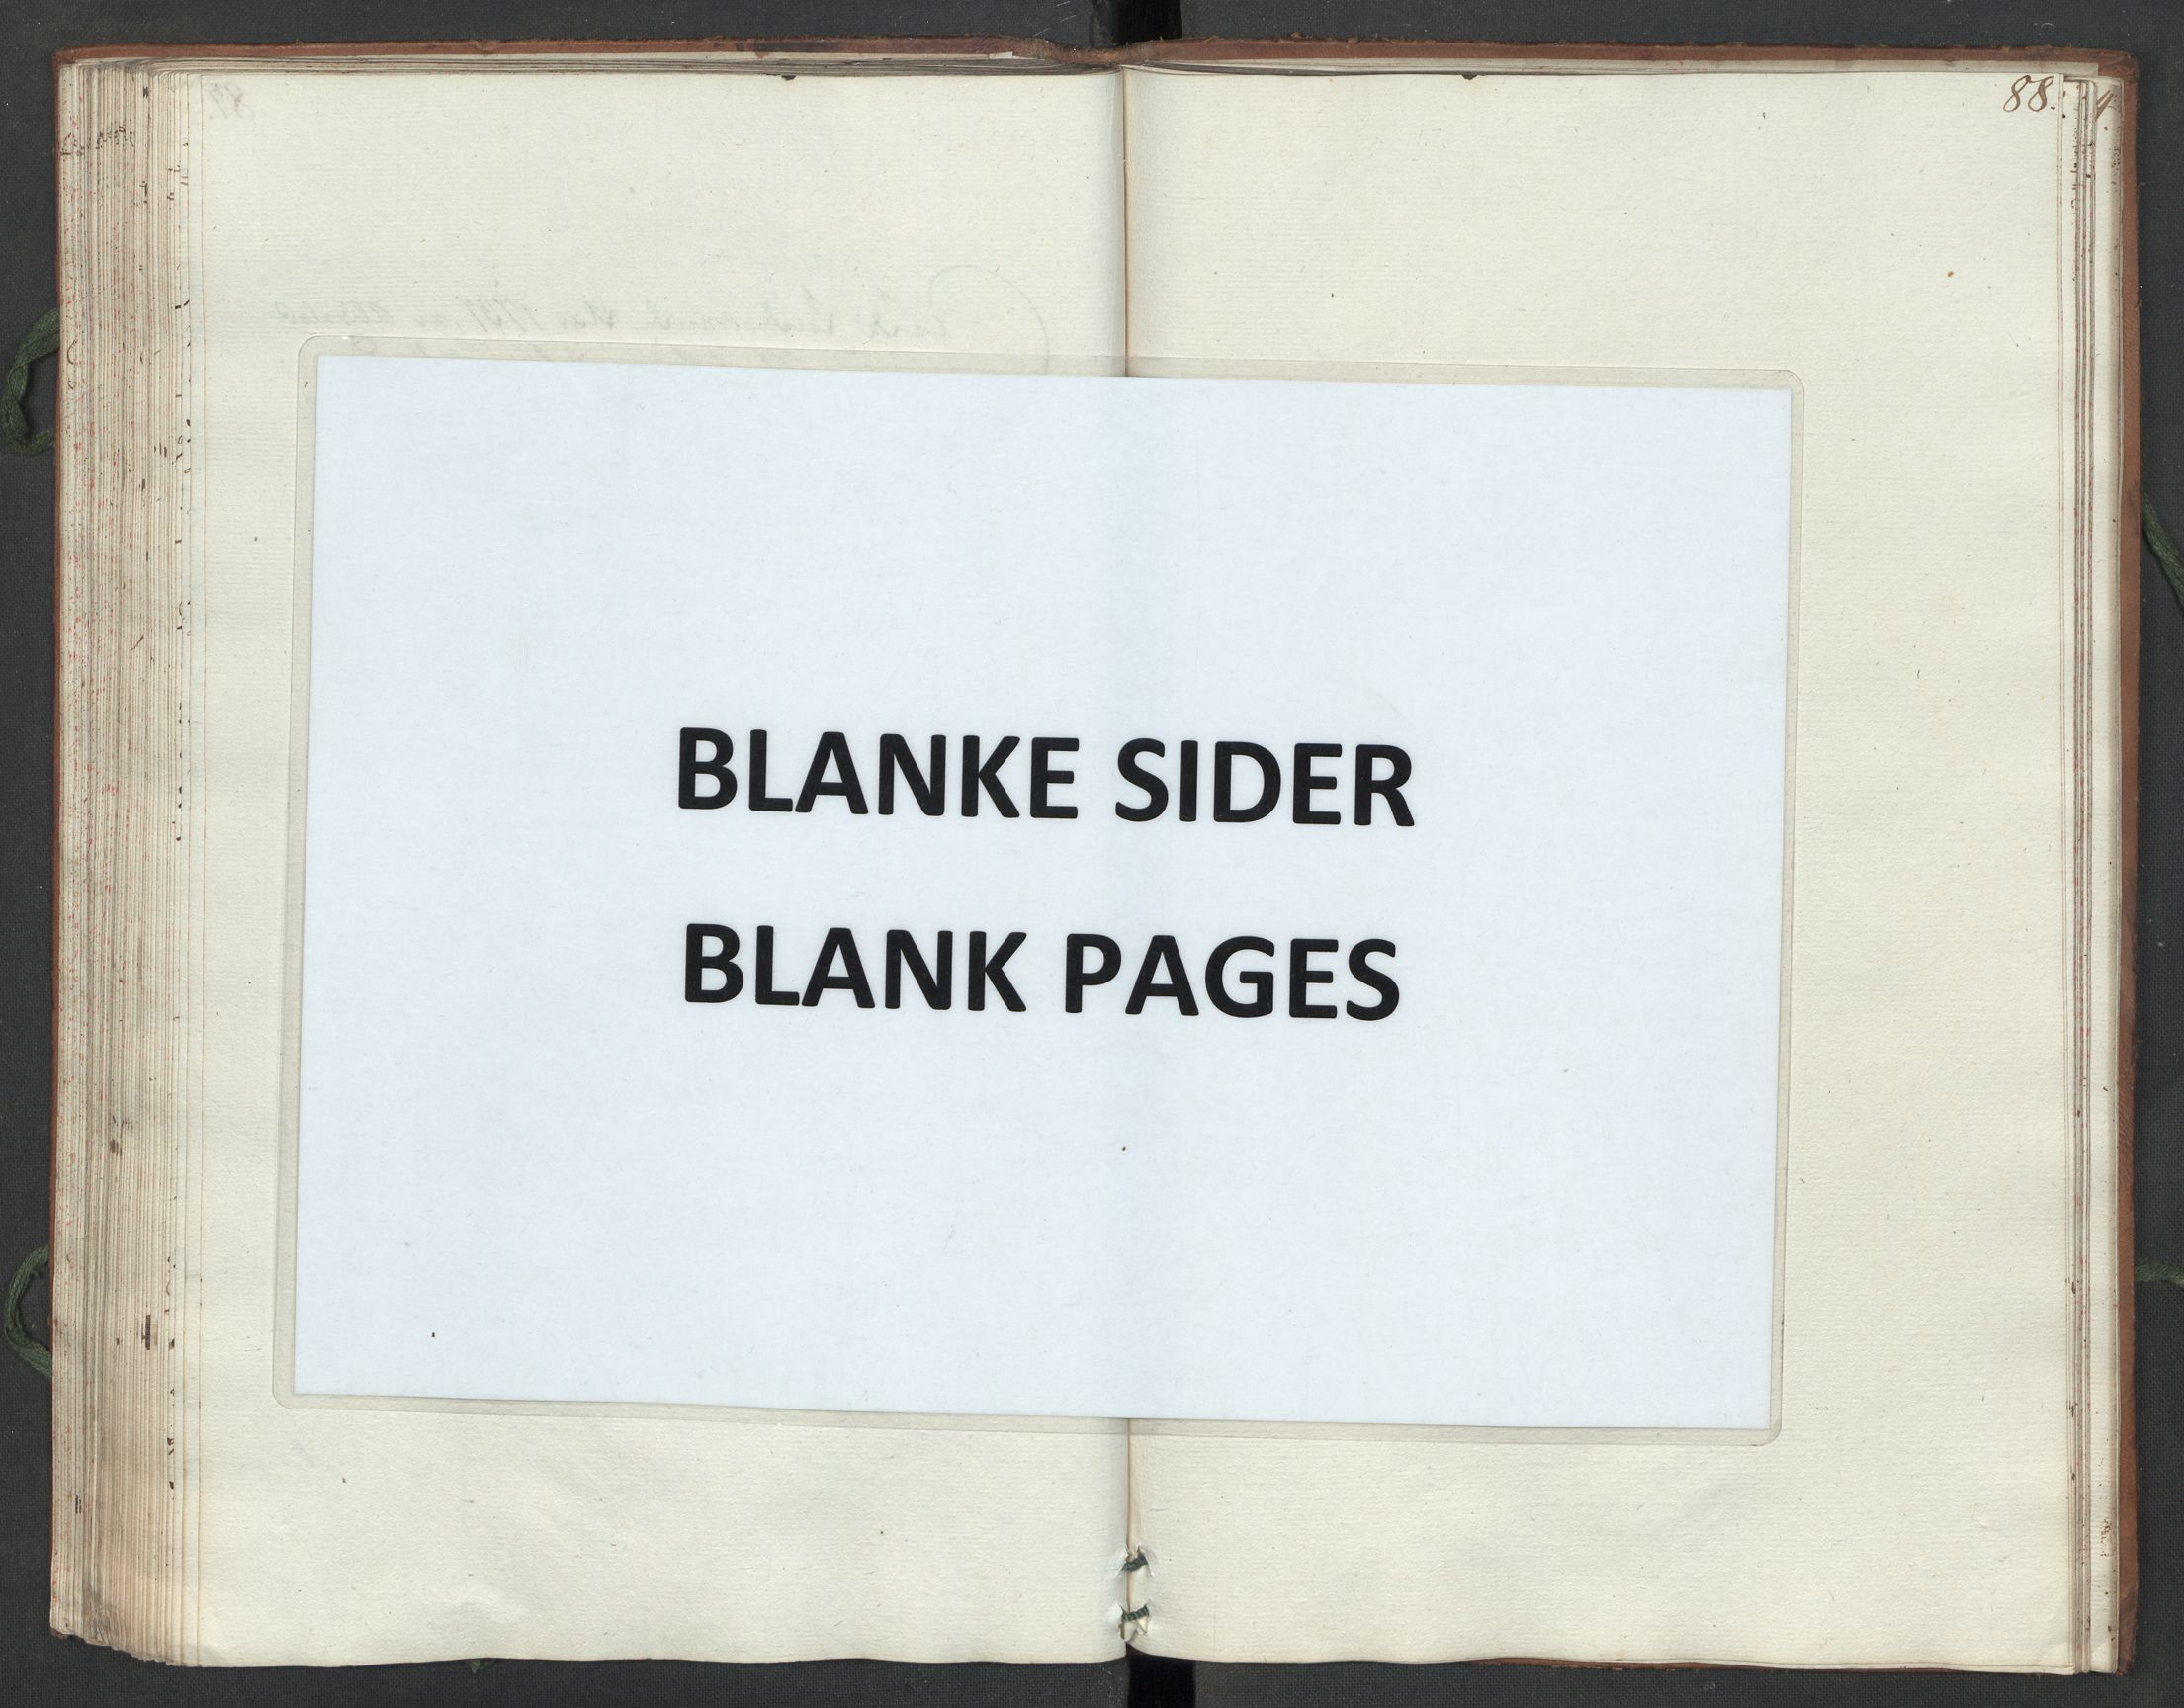 88.
BLANKE SIDER
BLANK PAGES